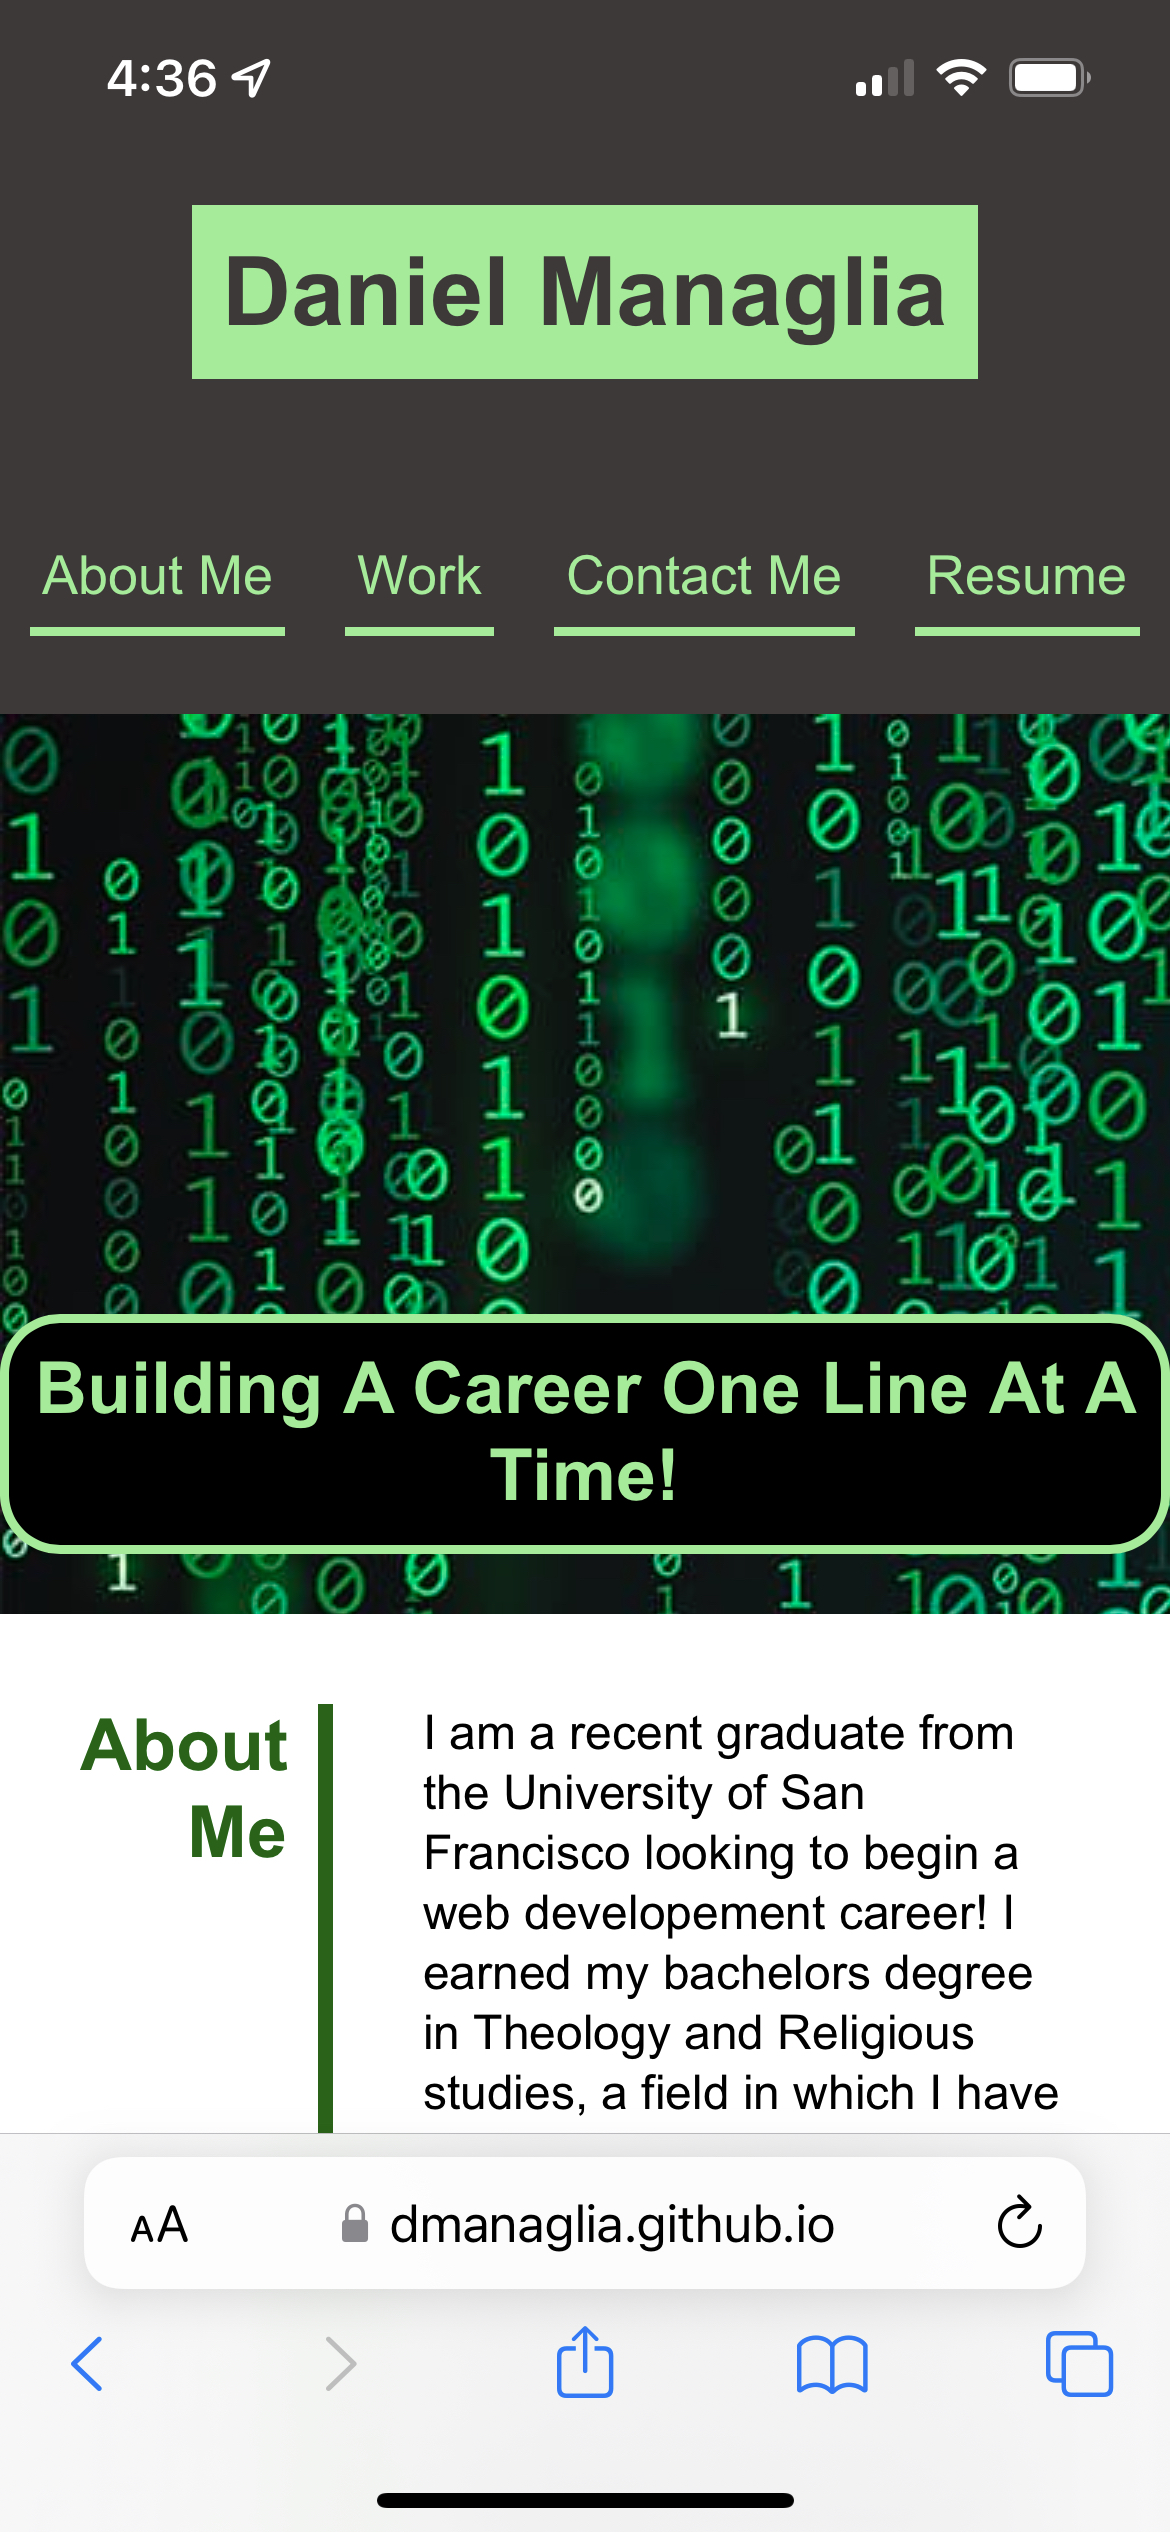 4:36
Daniel Managlia
About Me Work Contact Me Resume
Building A Career One Line At A
Time!
About
Me
I am a recent graduate from
the University of San
Francisco looking to begin a
web developement career! I
earned my bachelors degree
in Theology and Religious
studies, a field in which I have
AA dmanaglia.github.io